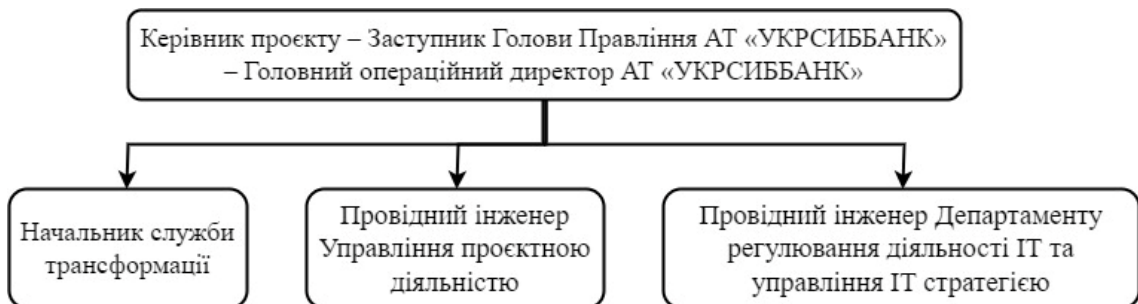 Керівник проєкту – Заступник Голови Правління АТ «УКРСИББАНК»
– Головний операційний директор АТ «УКРСИББАНК»
Начальник служби
трансформації
Провідний інженер
Управління проєктною
діяльністю
Провідний інженер Департаменту
регулювання діяльності ІТ та
управління ІТ стратегією